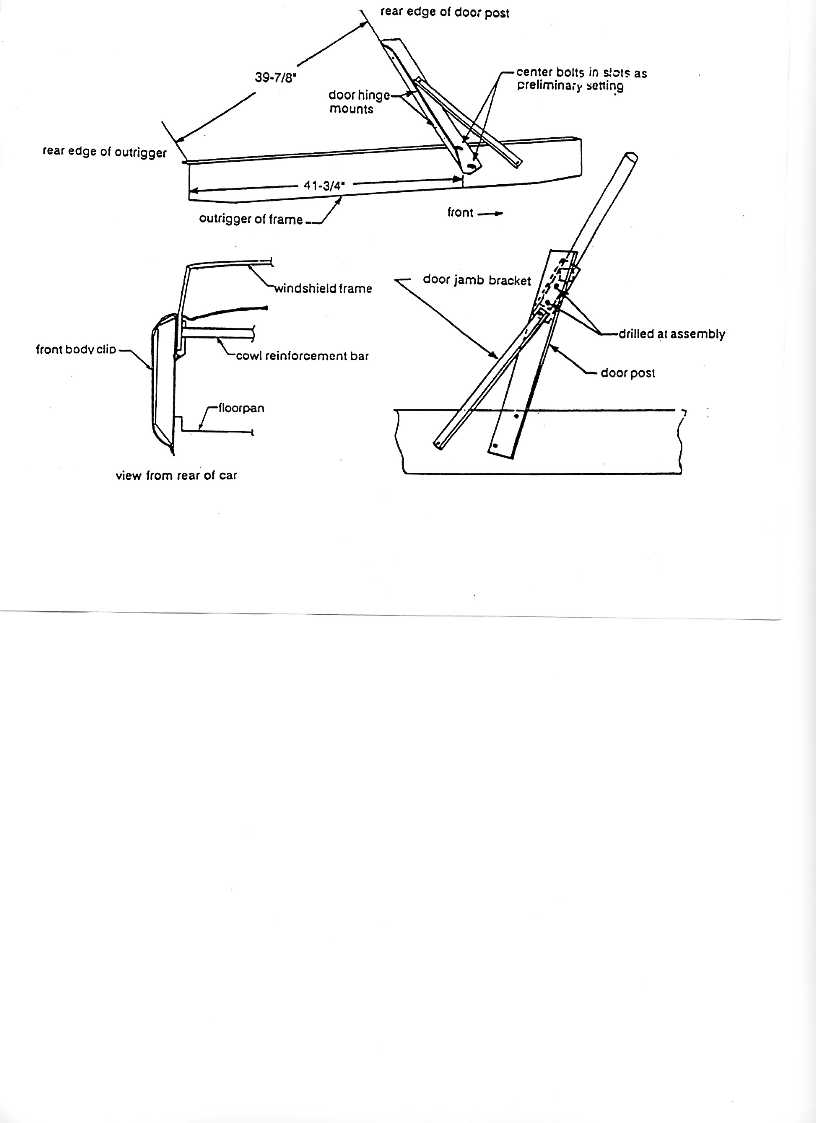 rear edge of door post
39-7/8"
center bolts in slots as
preliminary setting
door hinge
mounts
rear edge of outrigger
41-3/4"
outrigger of frame
front
windshield frame
door jamb bracket
front body clip
cowl reinforcement bar
drilled at assembly
door post
floorpan
view from rear of car